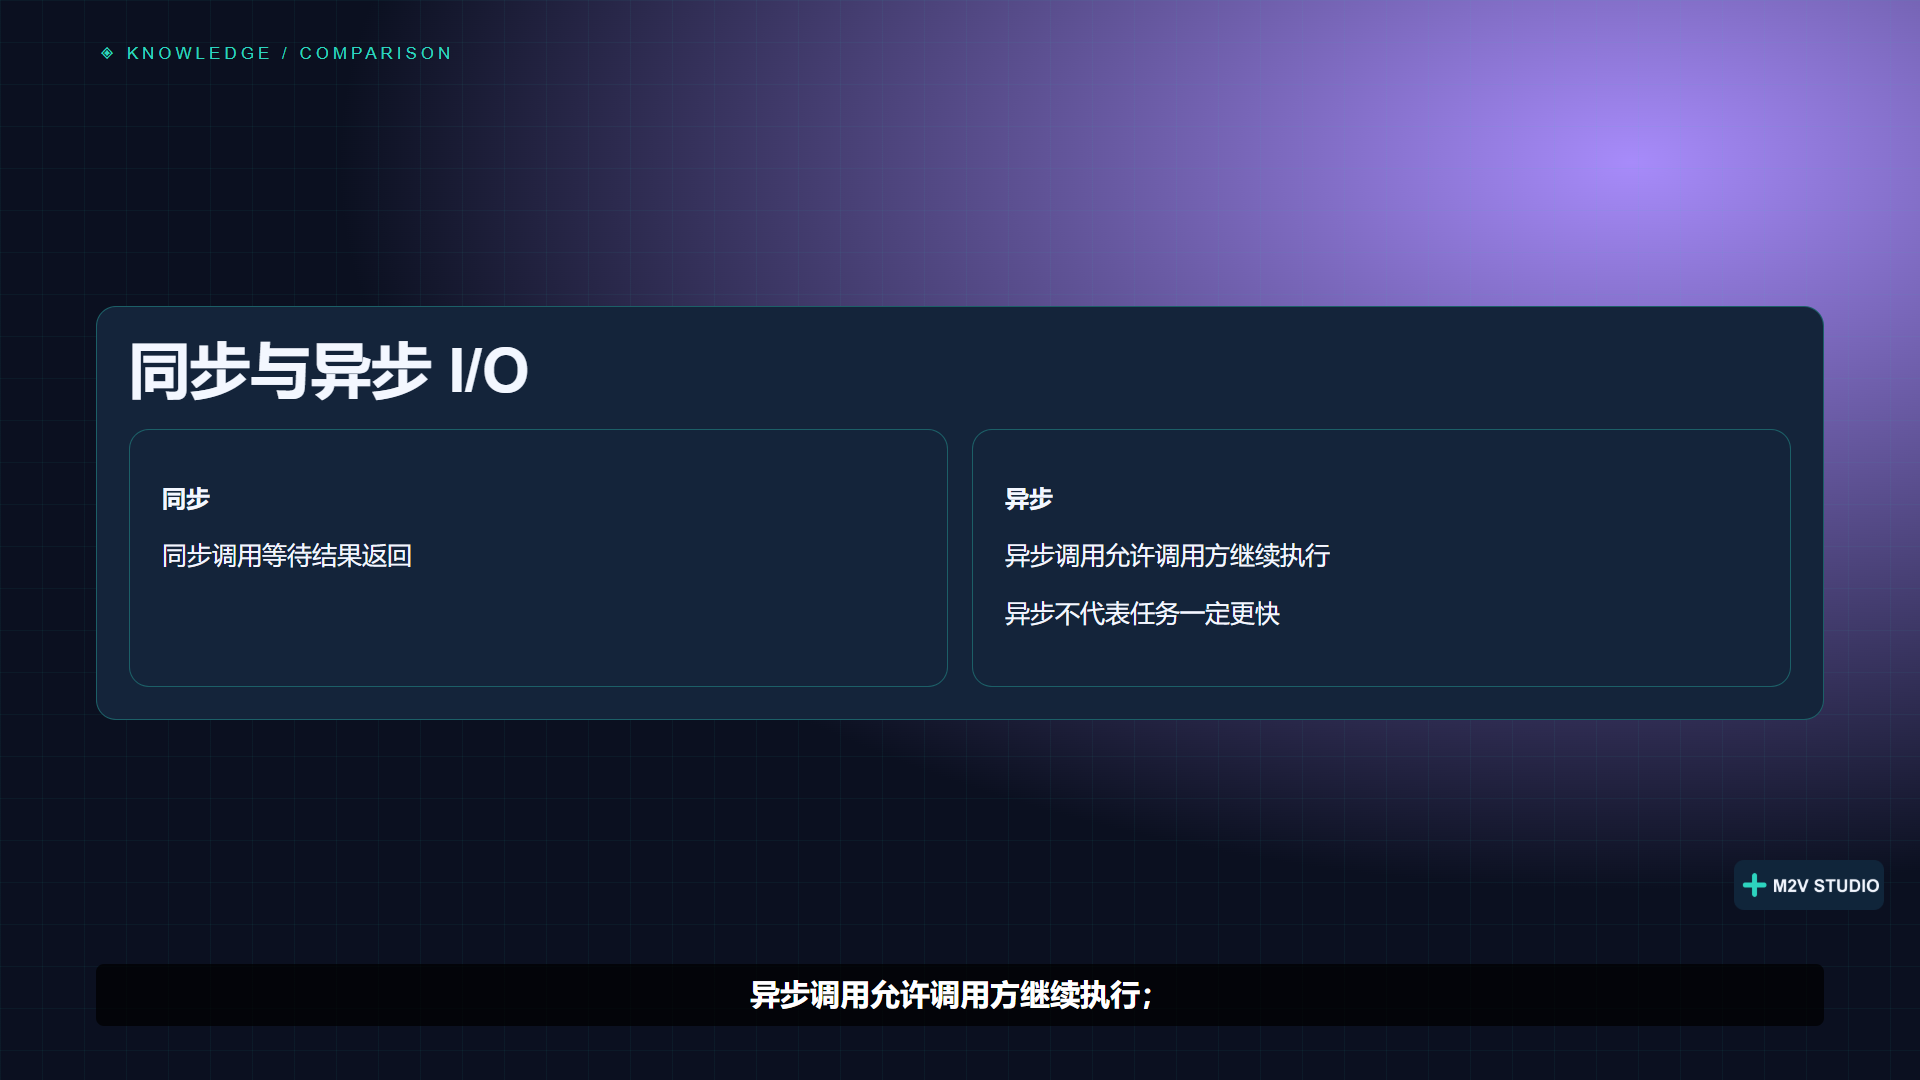 ◈ KNOWLEDGE / COMPARISON
同步与异步 I/O
同步
同步调用等待结果返回
异步
异步调用允许调用方继续执行
异步不代表任务一定更快
M2V STUDIO
异步调用允许调用方继续执行；